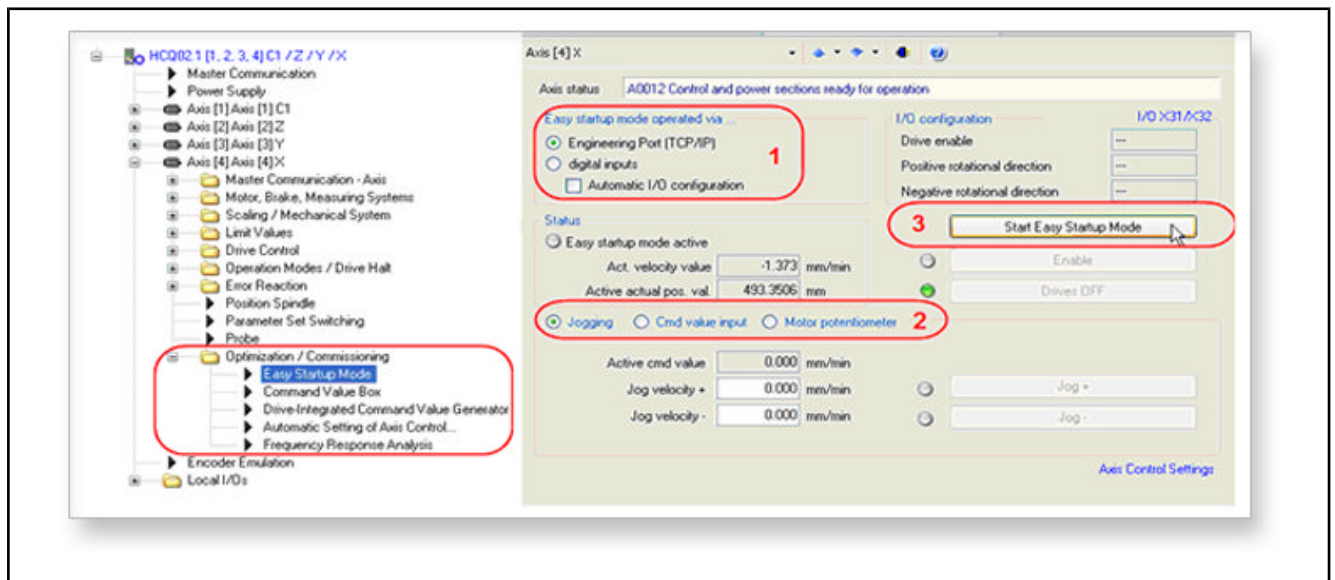 HCQ02.1 [1, 2, 3, 4] C1 / Z / Y / X
Master Communication
Power Supply
Axis [1] Axis [1] C1
Axis [2] Axis [2] Z
Axis [3] Axis [3] Y
Axis [4] Axis [4] X
Master Communication - Axis
Motor, Brake, Measuring Systems
Scaling / Mechanical System
Limit Values
Drive Control
Operation Modes / Drive Halt
Error Reaction
Position Spindle
Parameter Set Switching
Probe
Optimization / Commissioning
Easy Startup Mode
Command Value Box
Drive-Integrated Command Value Generator
Automatic Setting of Axis Control...
Frequency Response Analysis
Encoder Emulation
Local I/Os
Axis [4] X
Axis status A0012 Control and power sections ready for operation
Easy startup mode operated via ...
Engineering Port (TCP/IP)
digital inputs
Automatic I/O configuration
1
I/O configuration I/O X31/X32
Drive enable ---
Positive rotational direction ---
Negative rotational direction ---
3 Start Easy Startup Mode
Status
Easy startup mode active
Act. velocity value -1.373 mm/min
Active actual pos. val. 493.3506 mm
Enable
Drives OFF
Jogging Cmd value input Motor potentiometer 2
Active cmd value 0.000 mm/min
Jog velocity + 0.000 mm/min Jog +
Jog velocity - 0.000 mm/min Jog -
Axis Control Settings